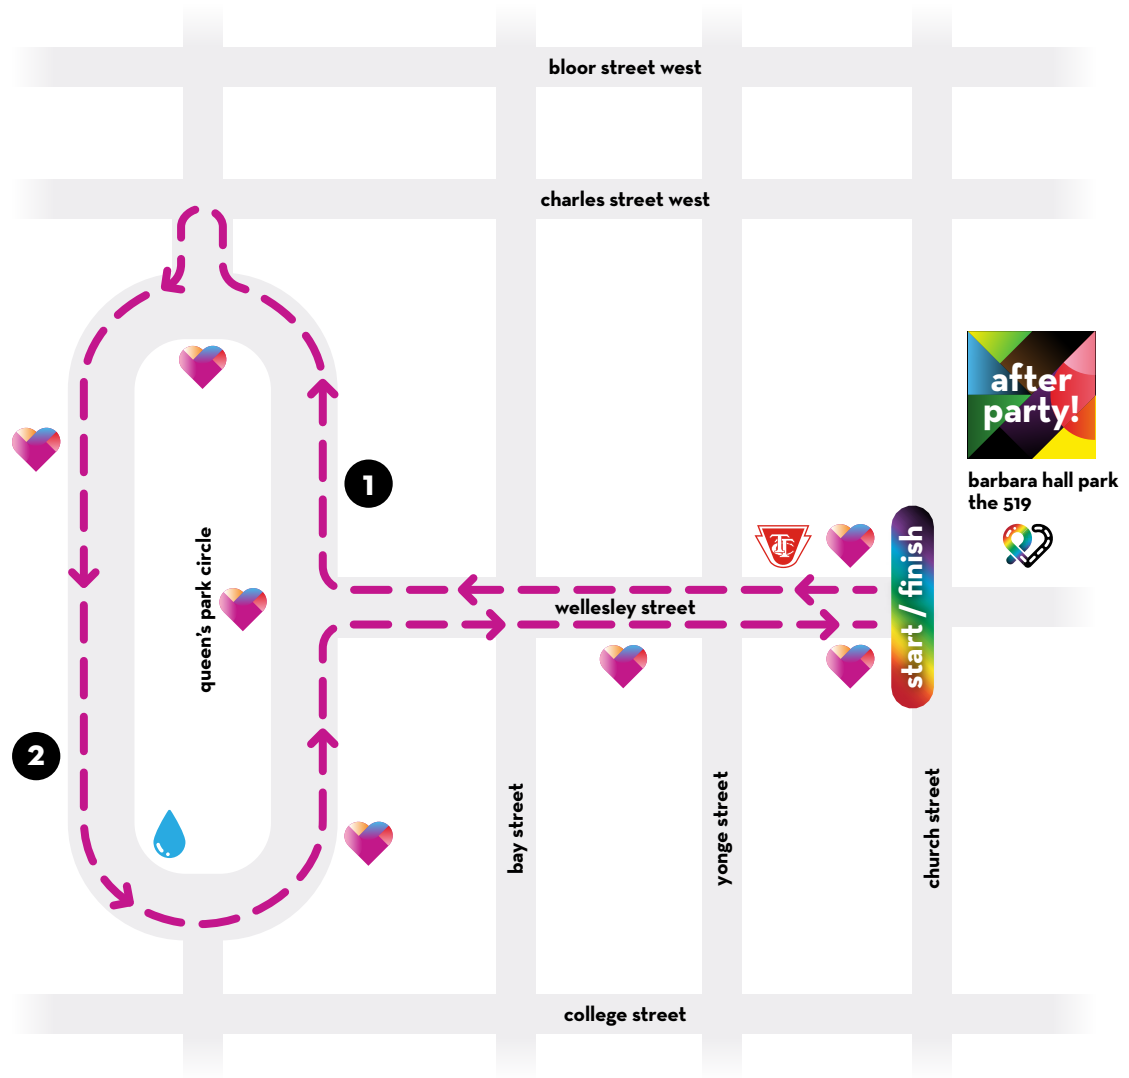 bloor street west
charles street west
after
party!
barbara hall park
the 519
1
TTC
start / finish
queen's park circle
wellesley street
2
bay street
yonge street
church street
college street